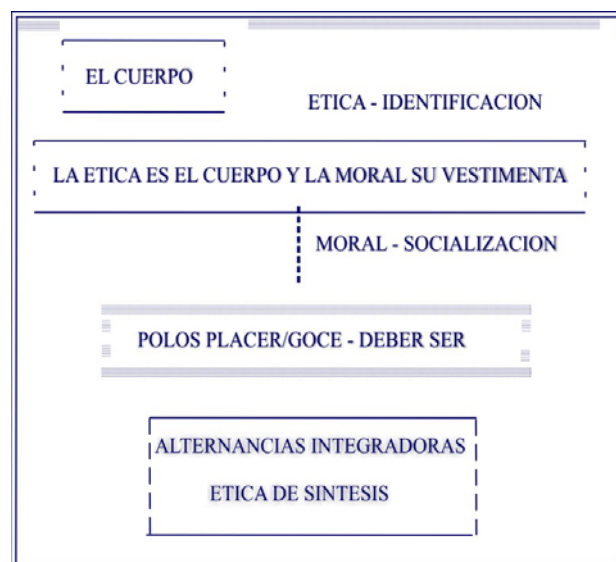 EL CUERPO
ETICA - IDENTIFICACION
LA ETICA ES EL CUERPO Y LA MORAL SU VESTIMENTA
MORAL - SOCIALIZACION
POLOS PLACER/GOCE - DEBER SER
ALTERNANCIAS INTEGRADORAS
ETICA DE SINTESIS